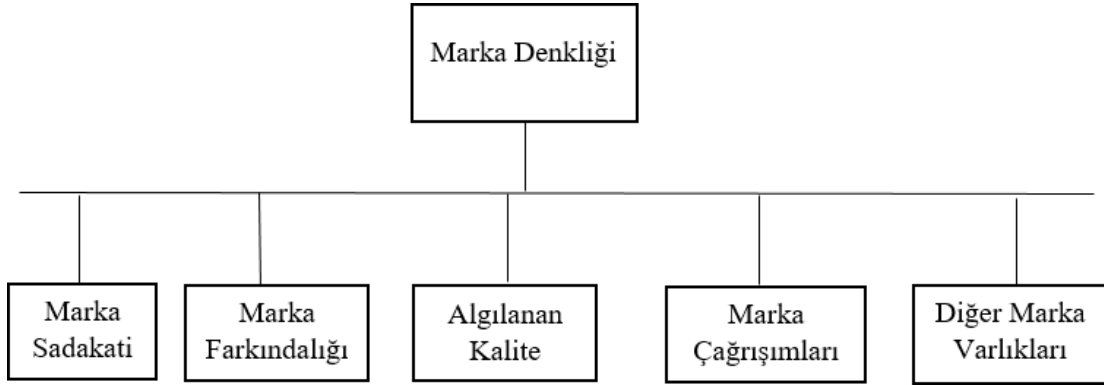 Marka Denkliği
Marka
Sadakati
Marka
Farkındalığı
Algılanan
Kalite
Marka
Çağrışımları
Diğer Marka
Varlıkları